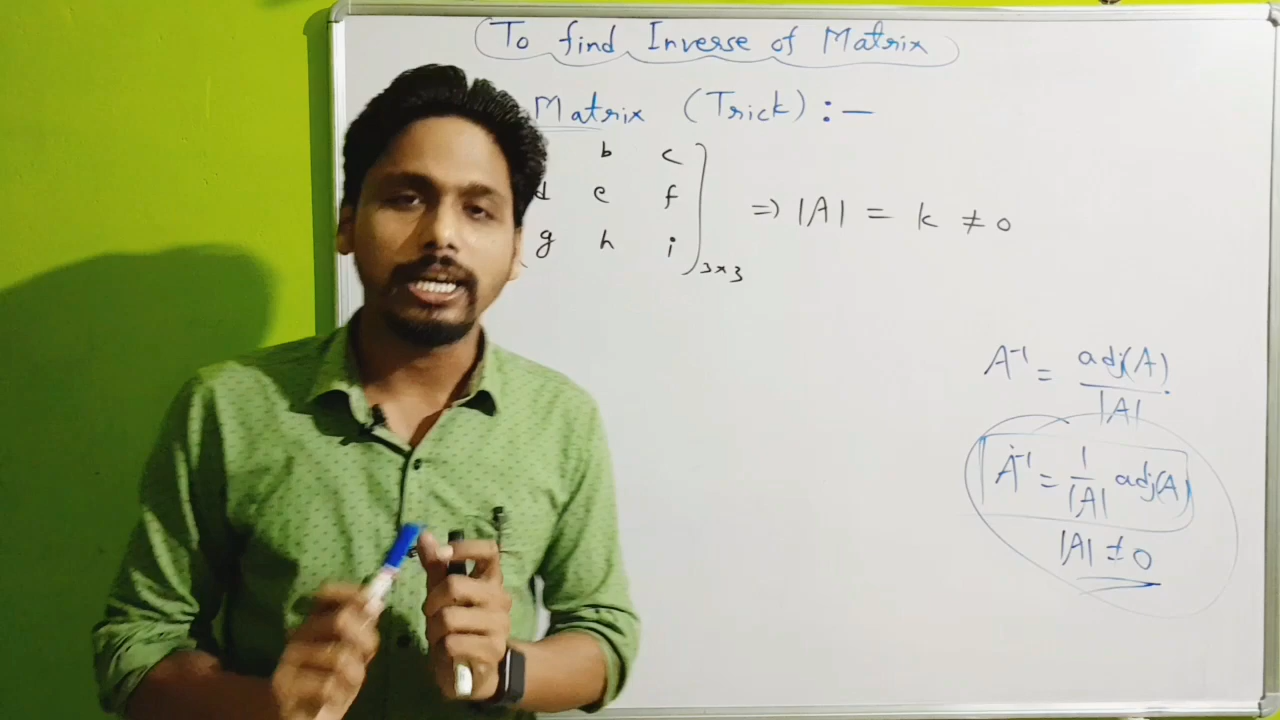 To find Inverse of Matrix
Matrix (Trick) :—
b c
d e f
g h i
3×3
⇒ |A| = k ≠ 0
A⁻¹ = adj(A) / |A|
A⁻¹ = 1/|A| adj(A)
|A| ≠ 0